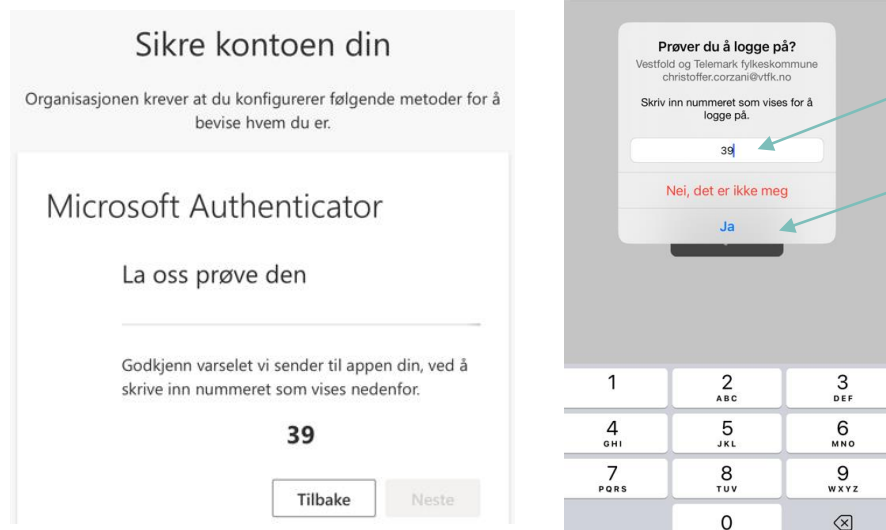 Sikre kontoen din
Organisasjonen krever at du konfigurerer følgende metoder for å
bevise hvem du er.
Microsoft Authenticator
La oss prøve den
Godkjenn varselet vi sender til appen din, ved å
skrive inn nummeret som vises nedenfor.
39
Tilbake
Neste
Prøver du å logge på?
Vestfold og Telemark fylkeskommune
christoffer.corzani@vtfk.no
Skriv inn nummeret som vises for å
logge på.
39
Nei, det er ikke meg
Ja
1 2 3
ABC DEF
4 5 6
GHI JKL MNO
7 8 9
PQRS TUV WXYZ
0